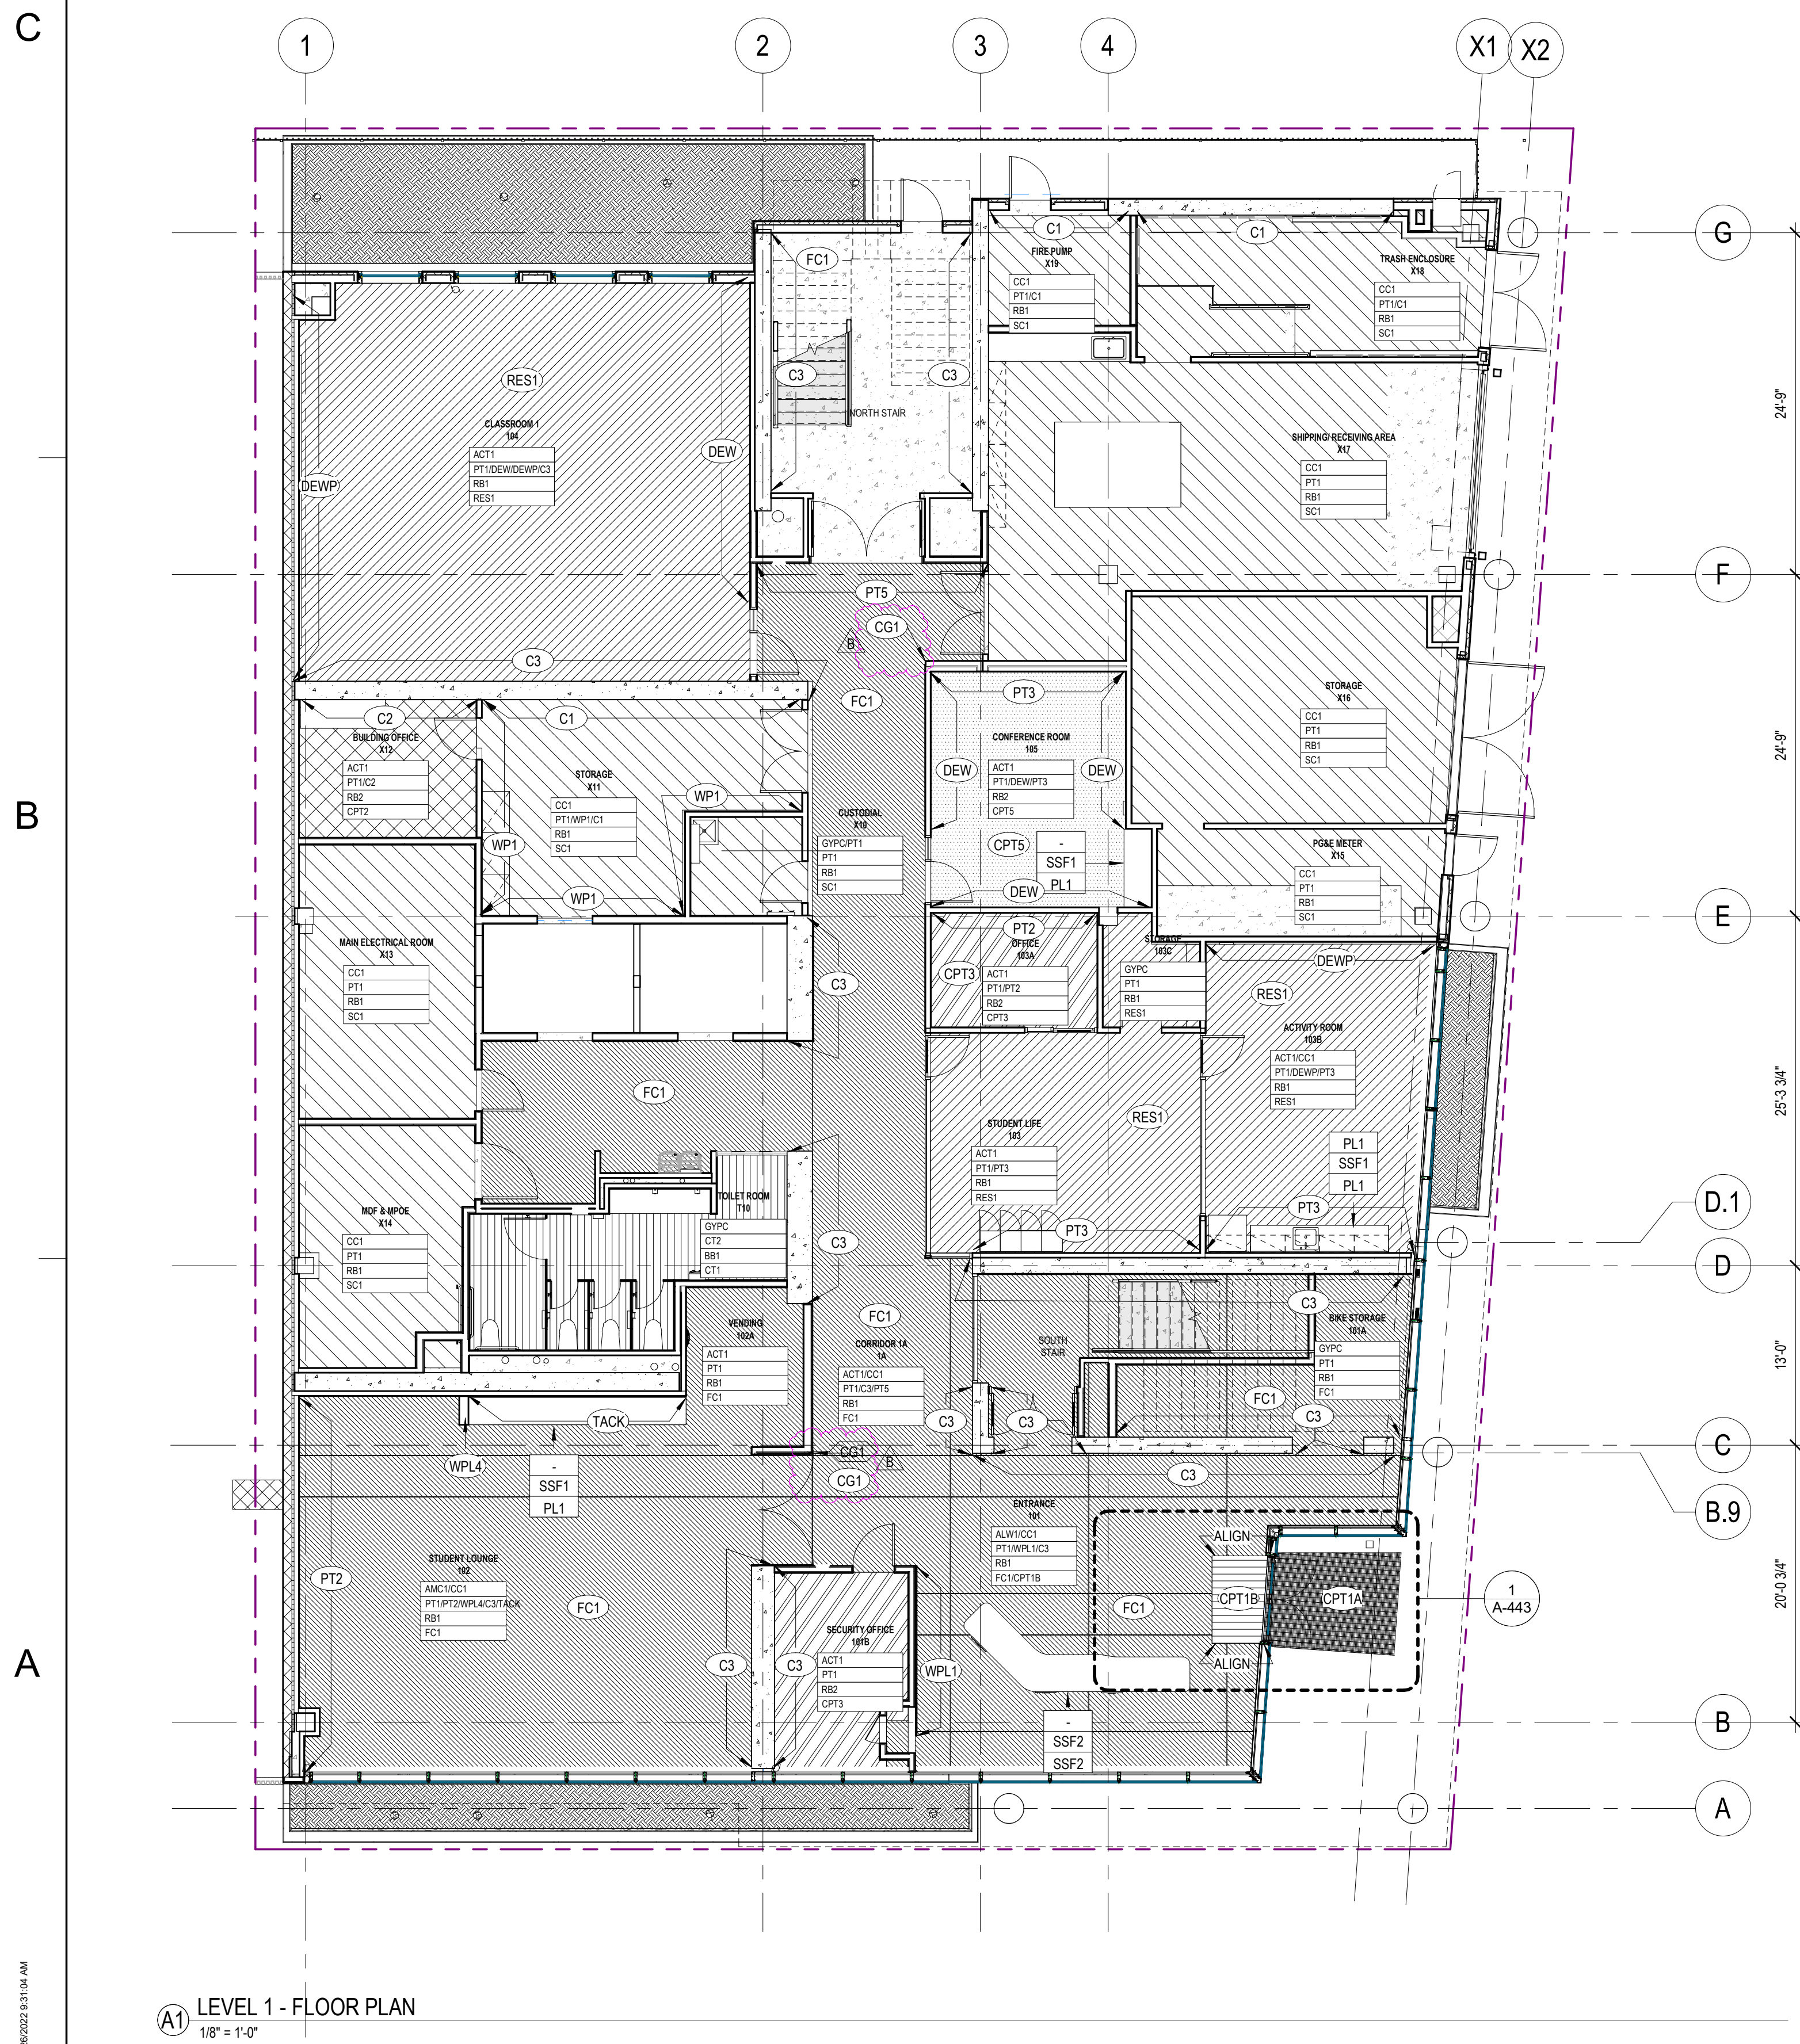 C
1
2
3
4
X1
X2
C1
C1
G
FIRE PUMP
X19
CC1
PT1/C1
RB1
SC1
TRASH ENCLOSURE
X18
CC1
PT1/C1
RB1
SC1
FC1
C3
C3
NORTH STAIR
RES1
CLASSROOM 1
104
ACT1
PT1/DEW/DEWP/C3
RB1
RES1
DEW
DEWP
SHIPPING/ RECEIVING AREA
X17
CC1
PT1
RB1
SC1
24'-9"
F
PT5
CG1
B
C3
FC1
C2
C1
BUILDING OFFICE
X12
ACT1
PT1/C2
RB2
CPT2
STORAGE
X11
CC1
PT1/WP1/C1
RB1
SC1
WP1
WP1
WP1
PT3
CONFERENCE ROOM
105
ACT1
PT1/DEW/PT3
RB2
CPT5
DEW
DEW
CPT5
-
SSF1
PL1
DEW
STORAGE
X16
CC1
PT1
RB1
SC1
24'-9"
B
CUSTODIAL
X10
GYPC/PT1
PT1
RB1
SC1
PG&E METER
X15
CC1
PT1
RB1
SC1
E
MAIN ELECTRICAL ROOM
X13
CC1
PT1
RB1
SC1
C3
PT2
OFFICE
103A
ACT1
PT1/PT2
RB2
CPT3
CPT3
STORAGE
103C
GYPC
PT1
RB1
RES1
DEWP
RES1
ACTIVITY ROOM
103B
ACT1/CC1
PT1/DEWP/PT3
RB1
RES1
25'-3 3/4"
FC1
STUDENT LIFE
103
ACT1
PT1/PT3
RB1
RES1
RES1
PL1
SSF1
PL1
PT3
PT3
D.1
MDF & MPOE
X14
CC1
PT1
RB1
SC1
TOILET ROOM
T10
GYPC
CT2
BB1
CT1
C3
D
C3
FC1
VENDING
102A
ACT1
PT1
RB1
FC1
CORRIDOR 1A
1A
ACT1/CC1
PT1/C3/PT5
RB1
FC1
SOUTH
STAIR
BIKE STORAGE
101A
GYPC
PT1
RB1
FC1
FC1
13'-0"
TACK
C3
C3
C3
C
WPL4
-
SSF1
PL1
CG1
B
CG1
C3
B.9
ENTRANCE
101
ALW1/CC1
PT1/WPL1/C3
RB1
FC1/CPT1B
ALIGN
STUDENT LOUNGE
102
AMC1/CC1
PT1/PT2/WPL4/C3/TACK
RB1
FC1
PT2
FC1
FC1
CPT1B
CPT1A
1
A-443
20'-0 3/4"
SECURITY OFFICE
101B
ACT1
PT1
RB2
CPT3
A
C3
C3
WPL1
ALIGN
-
SSF2
SSF2
B
A
A1
LEVEL 1 - FLOOR PLAN
1/8" = 1'-0"
6/2022 9:31:04 AM